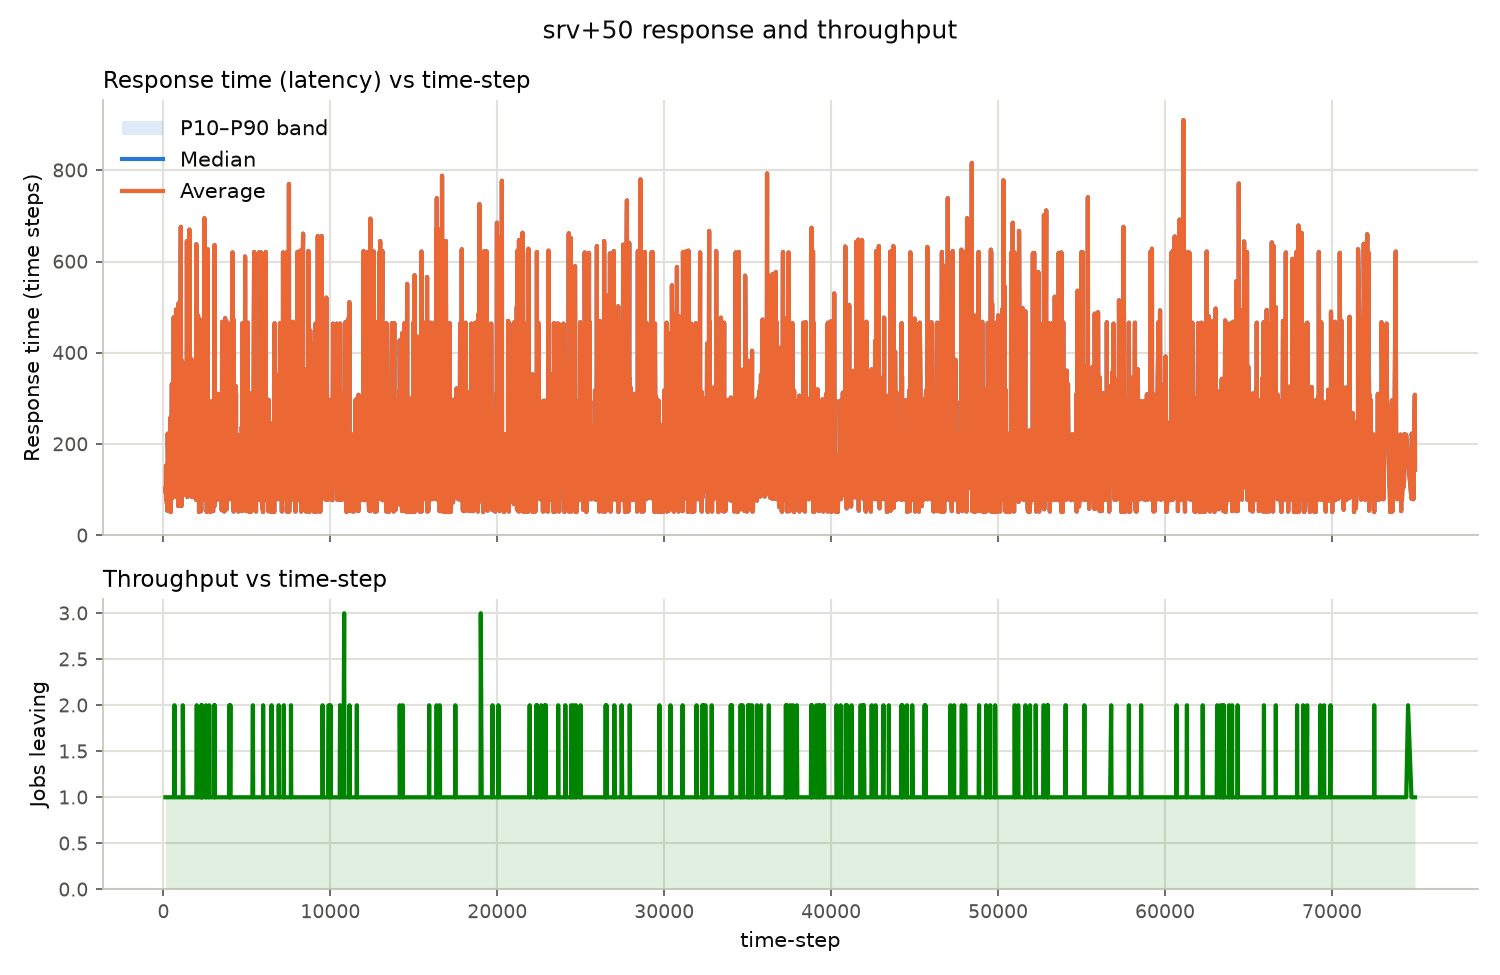 srv+50 response and throughput
Response time (latency) vs time-step
P10–P90 band
Median
Average
800
600
400
200
0
Response time (time steps)
Throughput vs time-step
3.0
2.5
2.0
1.5
1.0
0.5
0.0
Jobs leaving
0 10000 20000 30000 40000 50000 60000 70000
time-step